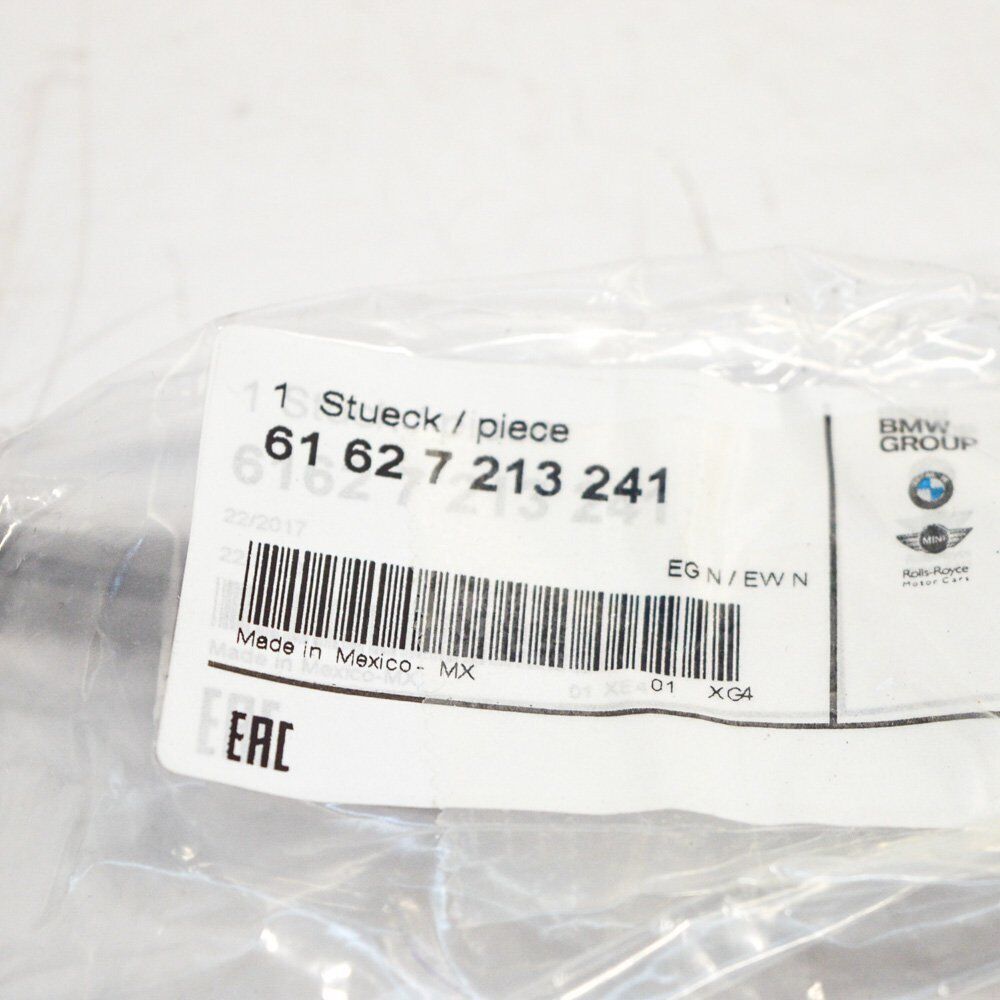 1 Stueck / piece
61 62 7 213 241
22/2017
EG N / EW N
Made in Mexico - MX
01 XG4
EAC
BMW
GROUP
MINI
Rolls-Royce
Motor Cars